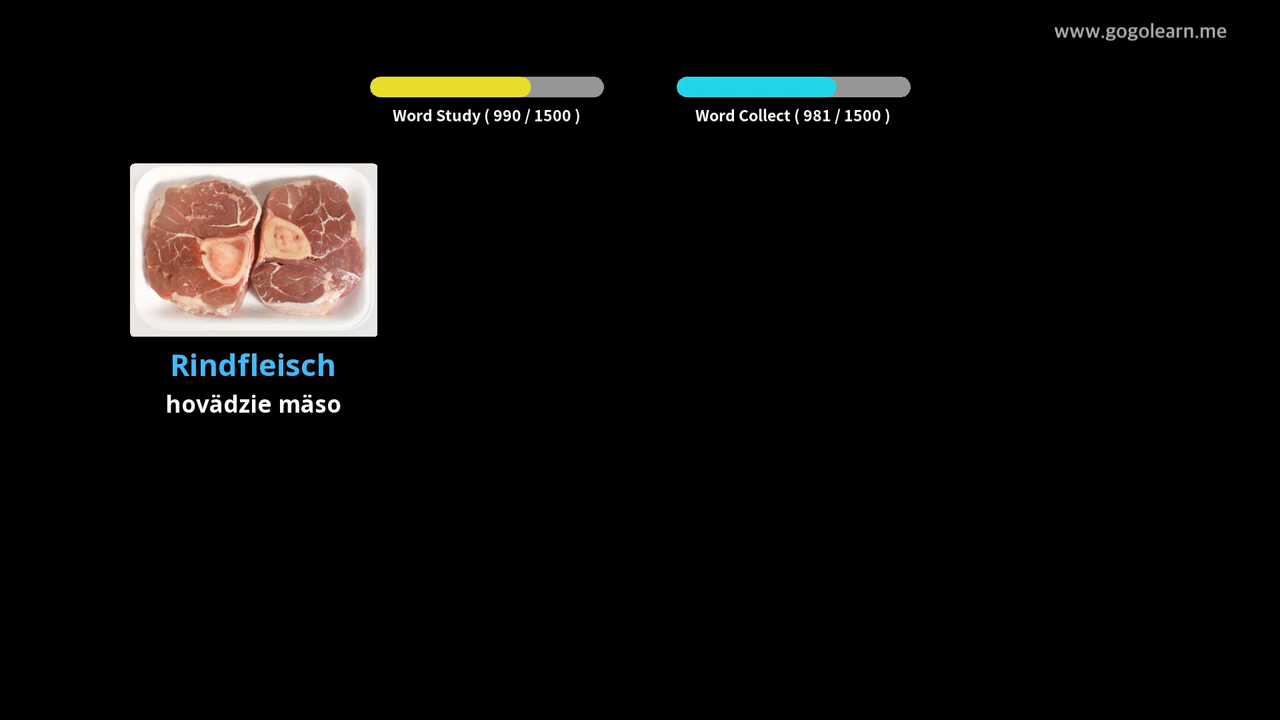 www.gogolearn.me
Word Study ( 990 / 1500 )
Word Collect ( 981 / 1500 )
Rindfleisch
hovädzie mäso